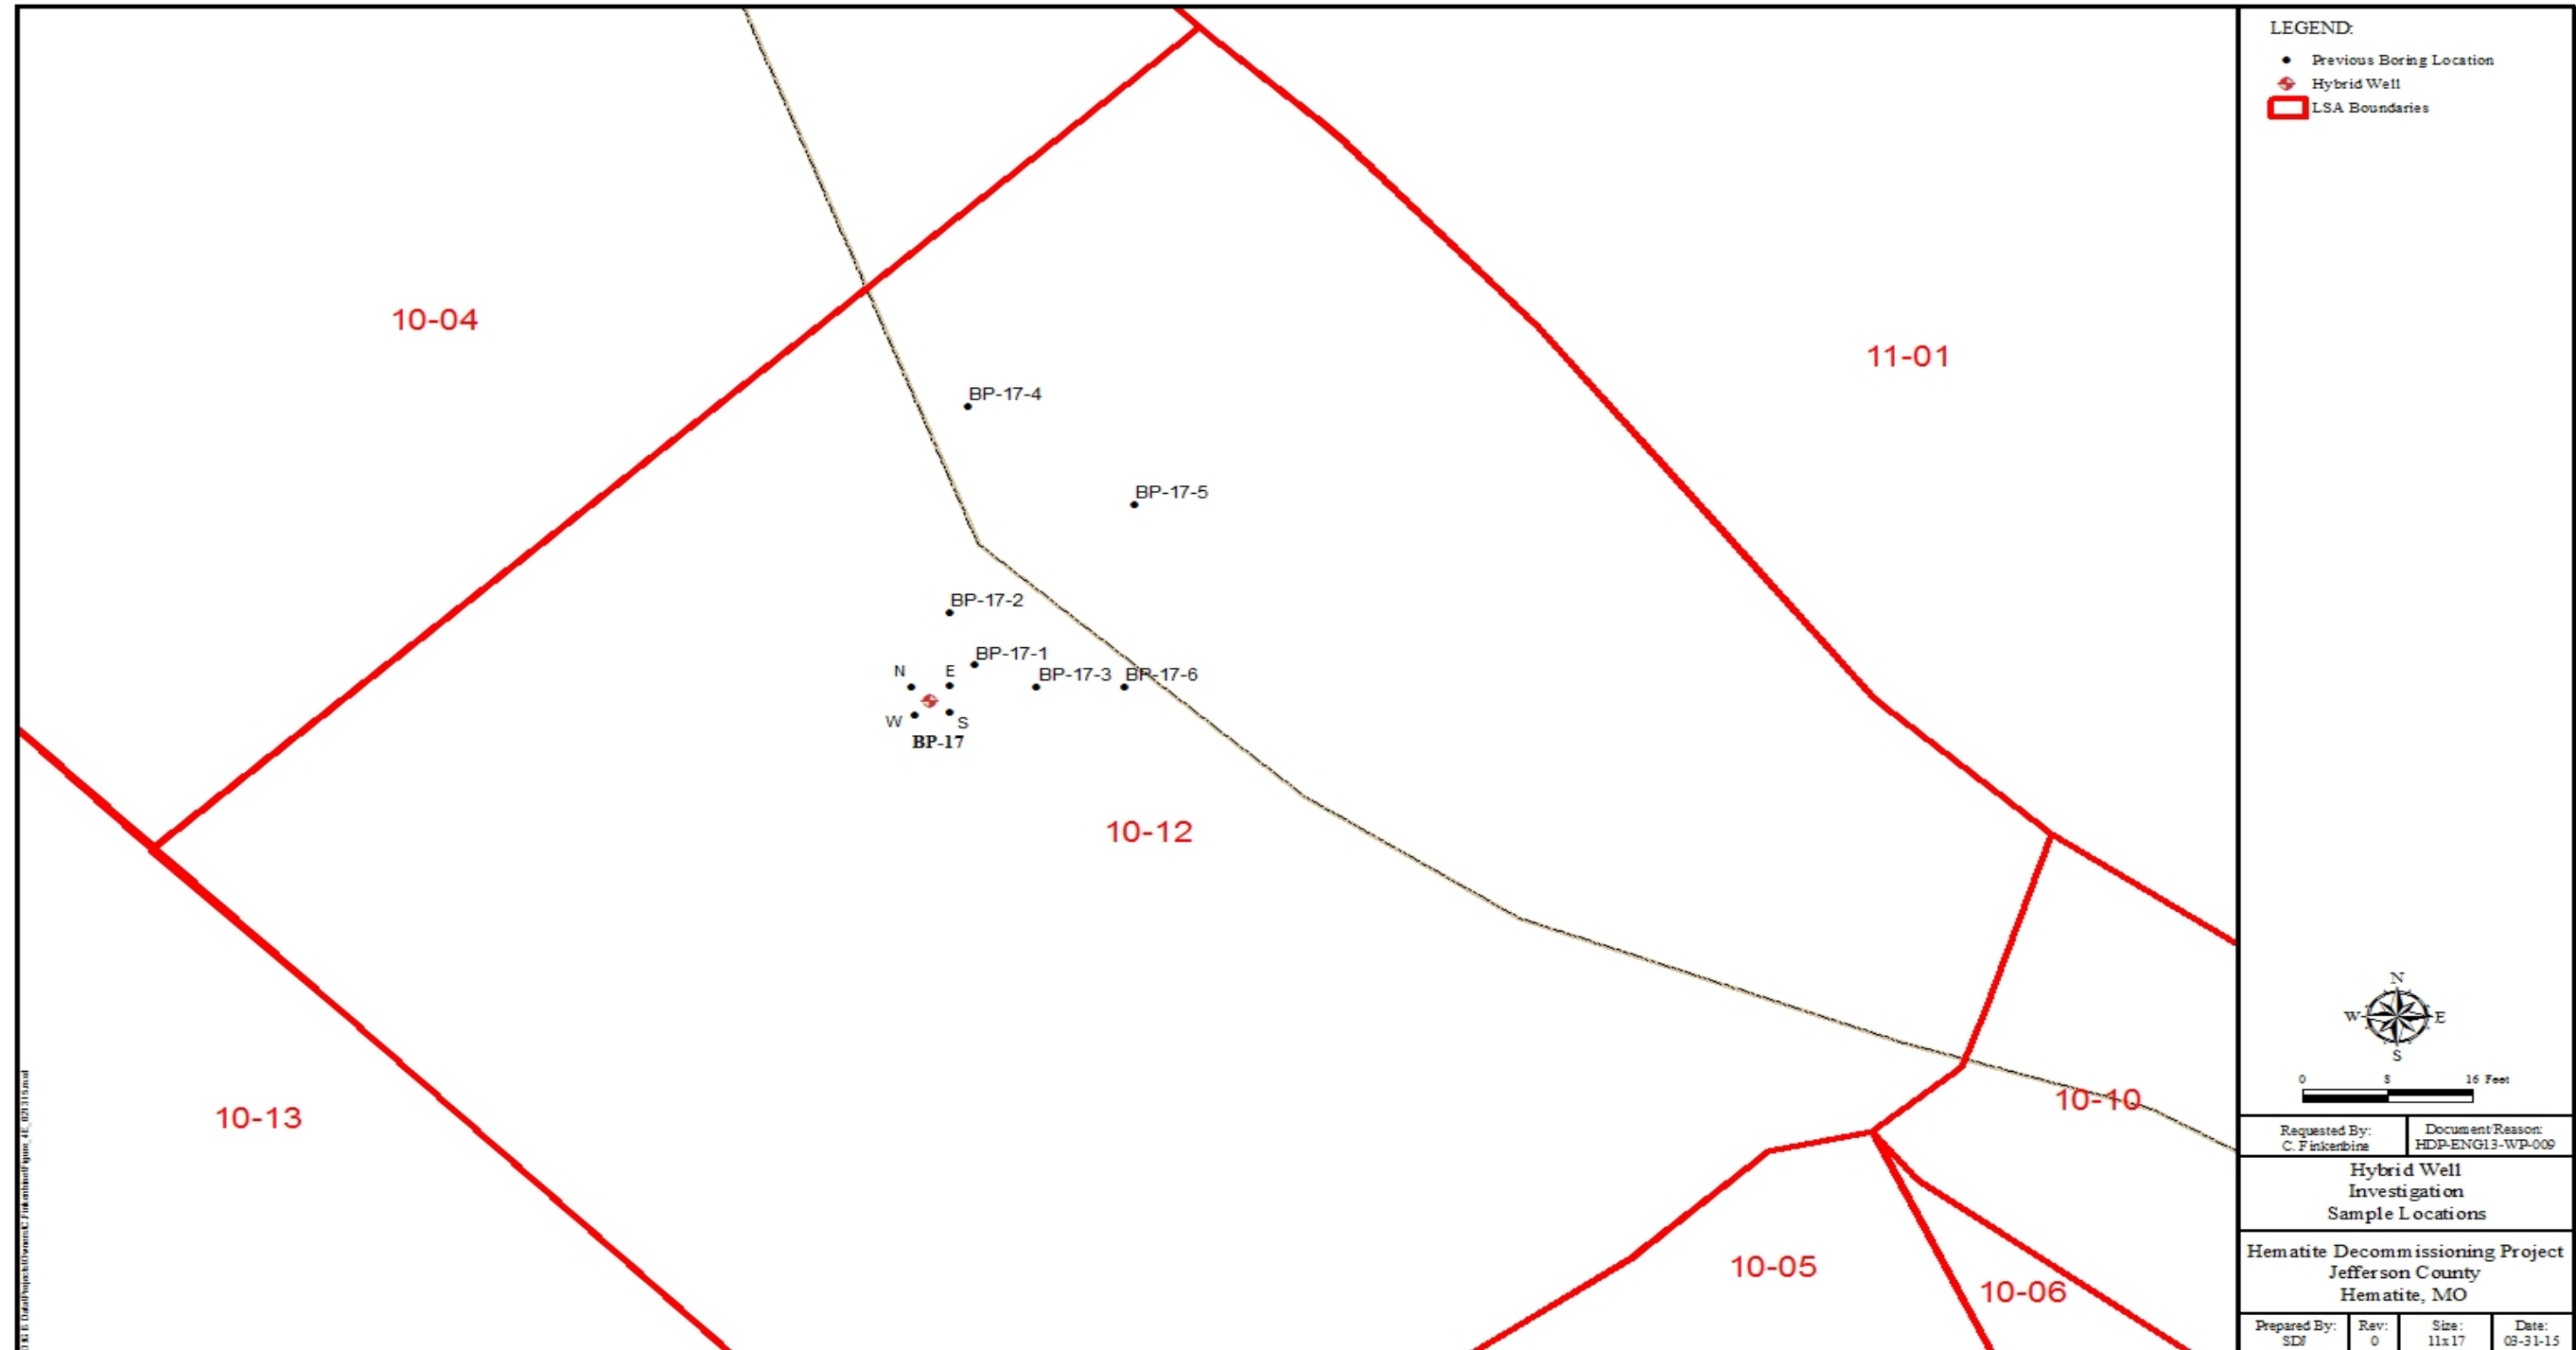 10-04
11-01
BP-17-4
BP-17-5
BP-17-2
BP-17-1
N
E
BP-17-3
BP-17-6
W
S
BP-17
10-12
10-13
10-10
10-05
10-06
LEGEND:
Previous Boring Location
Hybrid Well
LSA Boundaries
N
W
E
S
0 8 16 Feet
Requested By:
C. Finkenbine
Document/Reason:
HDP-ENG13-WP-009
Hybrid Well
Investigation
Sample Locations
Hematite Decommissioning Project
Jefferson County
Hematite, MO
Prepared By:
SDJ
Rev:
0
Size:
11x17
Date:
03-31-15